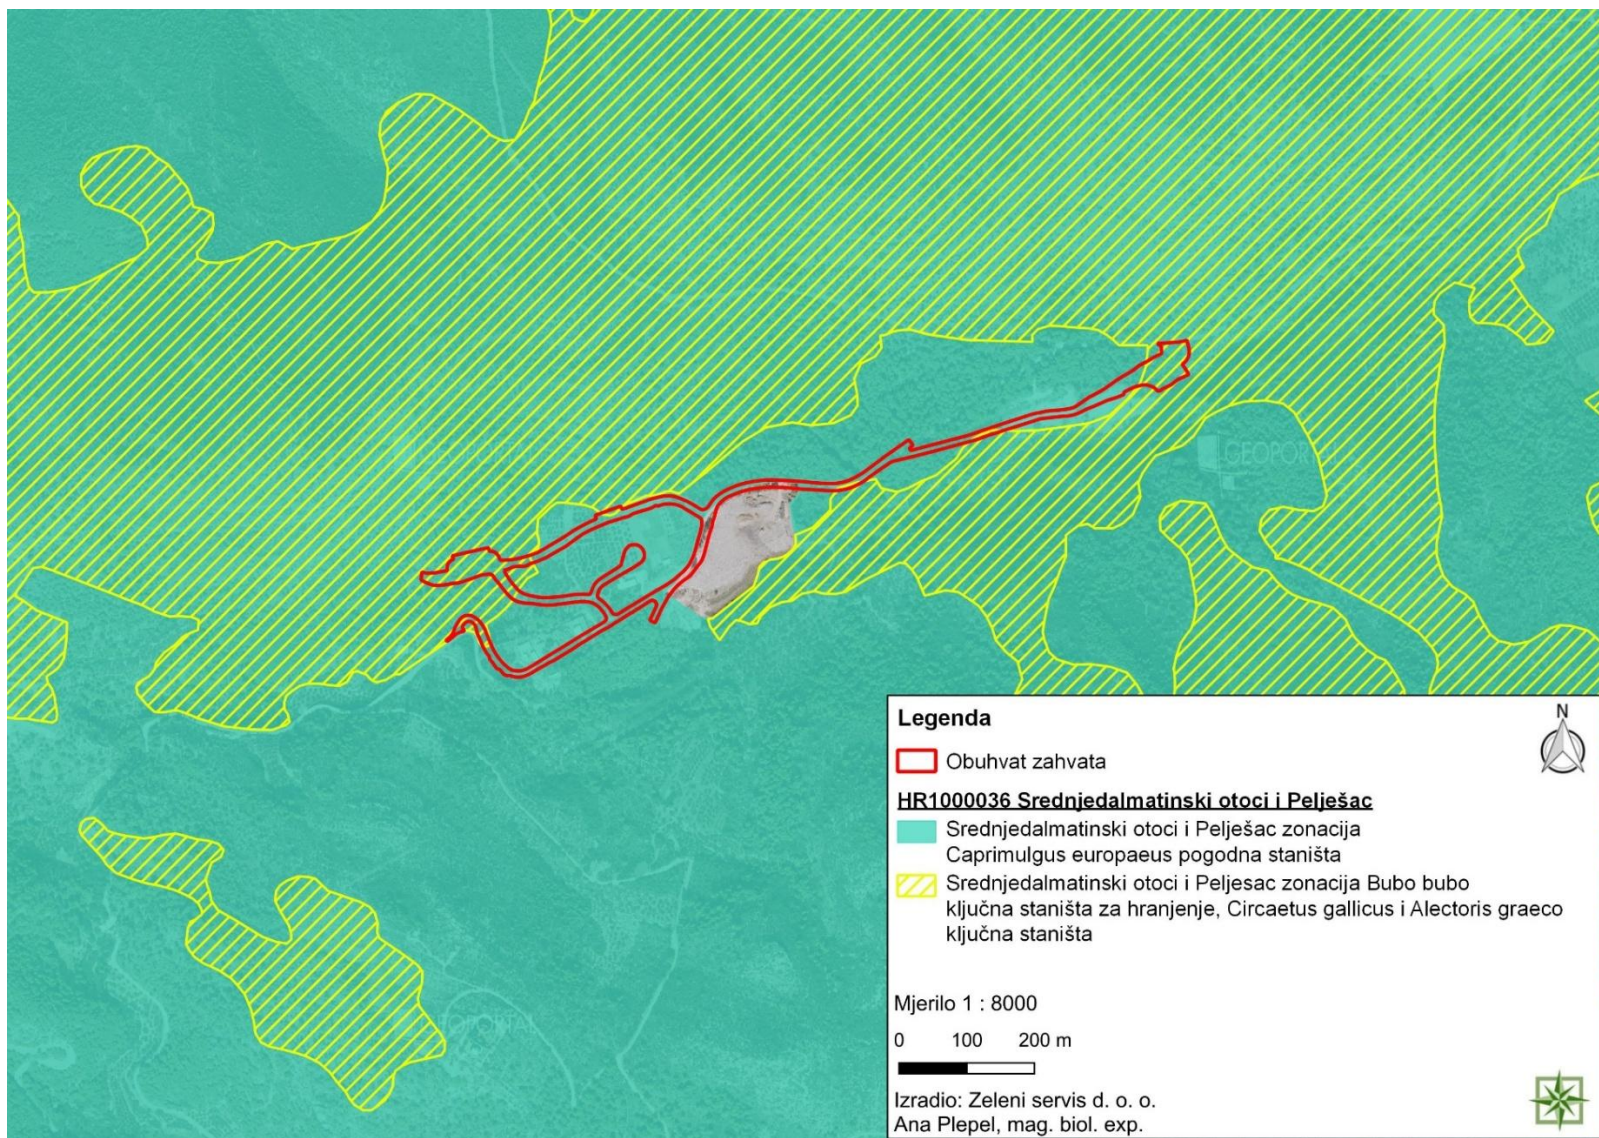 GEOPORTAL
Legenda
N
Obuhvat zahvata
HR1000036 Srednjedalmatinski otoci i Pelješac
Srednjedalmatinski otoci i Pelješac zonacija
Caprimulgus europaeus pogodna staništa
Srednjedalmatinski otoci i Peljesac zonacija Bubo bubo
ključna staništa za hranjenje, Circaetus gallicus i Alectoris graeco
ključna staništa
Mjerilo 1 : 8000
0 100 200 m
Izradio: Zeleni servis d. o. o.
Ana Plepel, mag. biol. exp.
GEOPORTAL